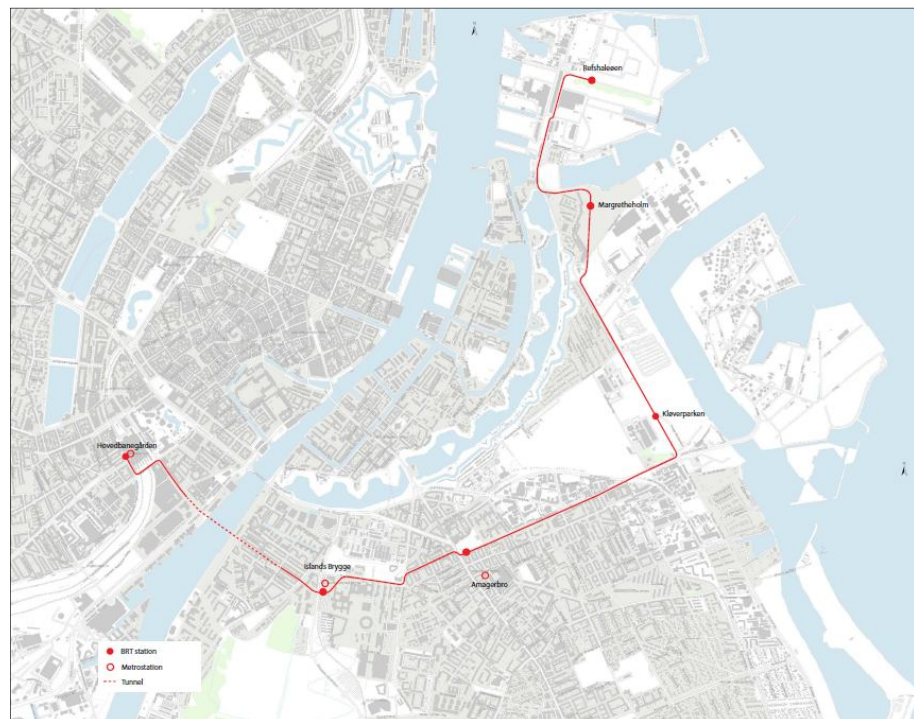 N
Refshaleøen
Margretheholm
Kløverparken
Hovedbanegården
Islands Brygge
Amagerbro
BRT station
Metrostation
Tunnel